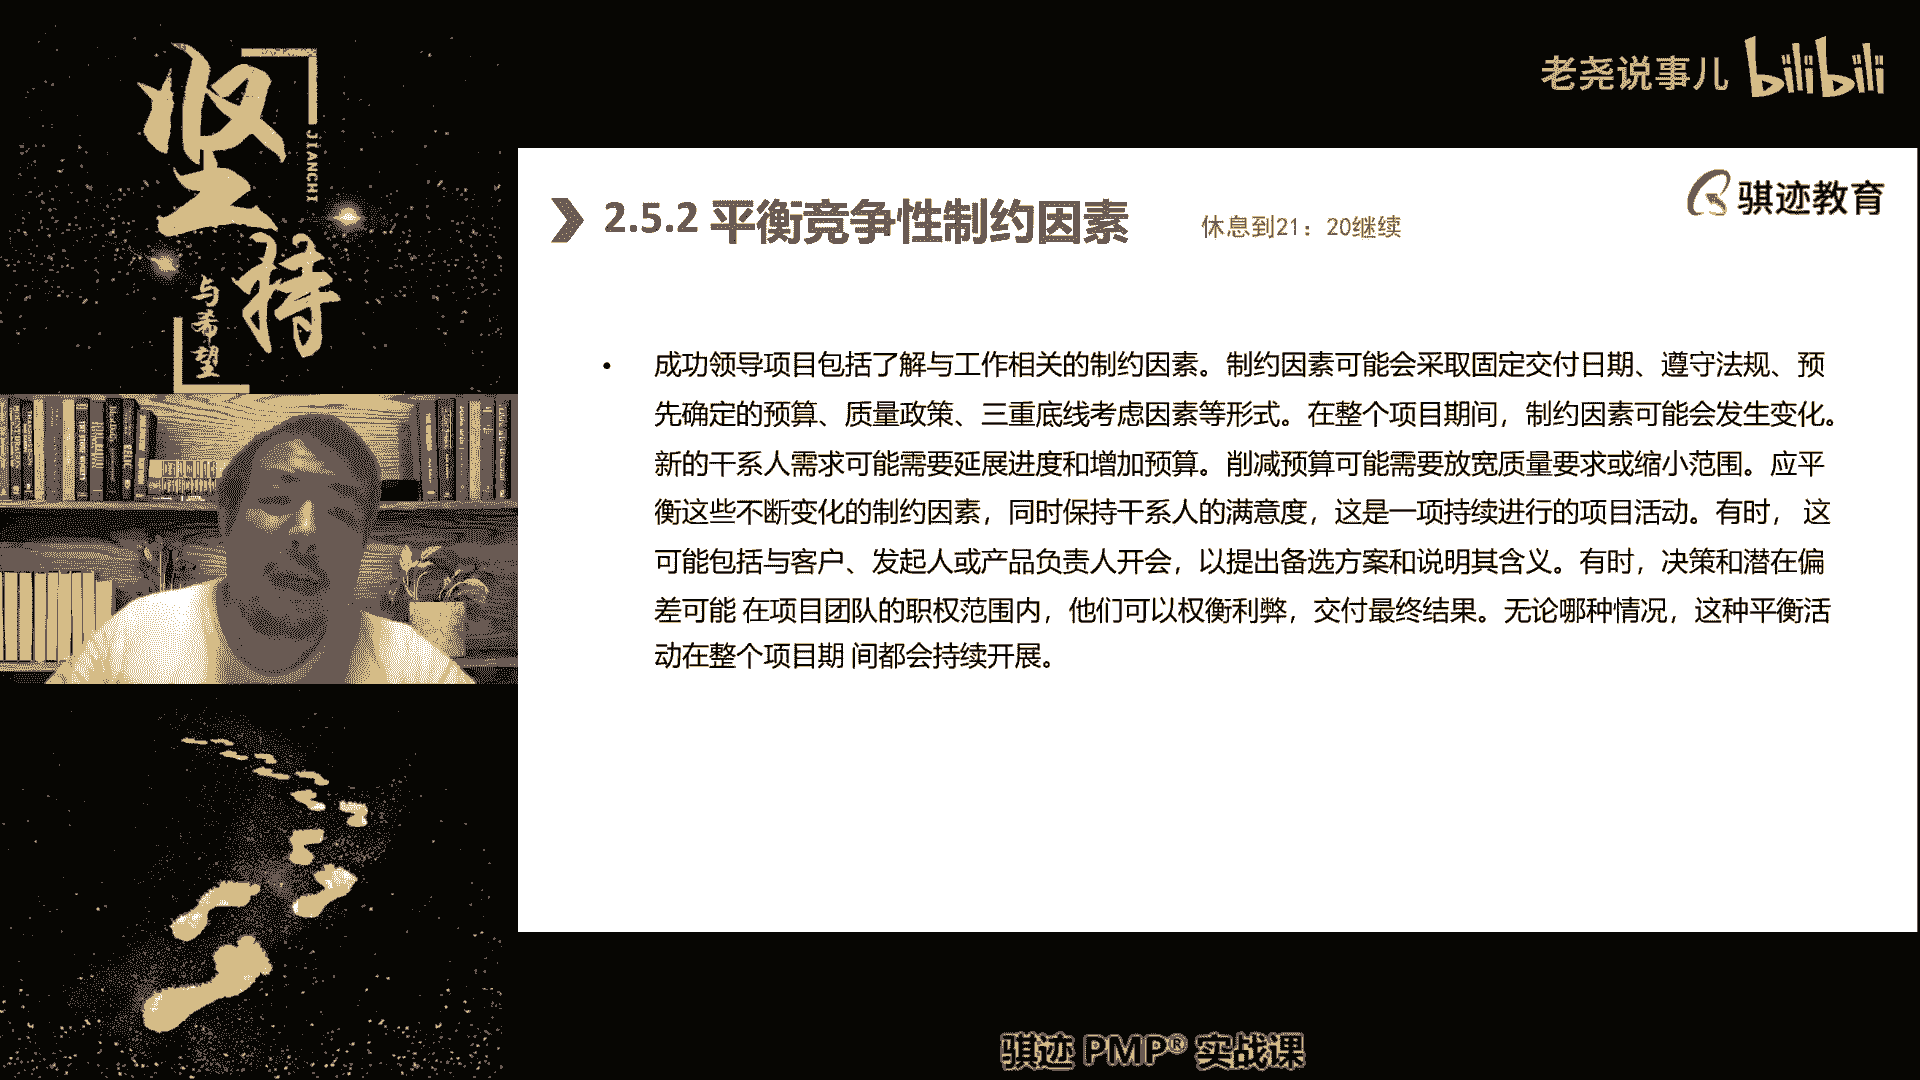 坚持
JIANCHI
与希望
老尧说事儿 bilibili
骐迹教育
2.5.2 平衡竞争性制约因素
休息到21：20继续
• 成功领导项目包括了解与工作相关的制约因素。制约因素可能会采取固定交付日期、遵守法规、预
先确定的预算、质量政策、三重底线考虑因素等形式。在整个项目期间，制约因素可能会发生变化。
新的干系人需求可能需要延展进度和增加预算。削减预算可能需要放宽质量要求或缩小范围。应平
衡这些不断变化的制约因素，同时保持干系人的满意度，这是一项持续进行的项目活动。有时， 这
可能包括与客户、发起人或产品负责人开会，以提出备选方案和说明其含义。有时，决策和潜在偏
差可能 在项目团队的职权范围内，他们可以权衡利弊，交付最终结果。无论哪种情况，这种平衡活
动在整个项目期 间都会持续开展。
骐迹 PMP® 实战课